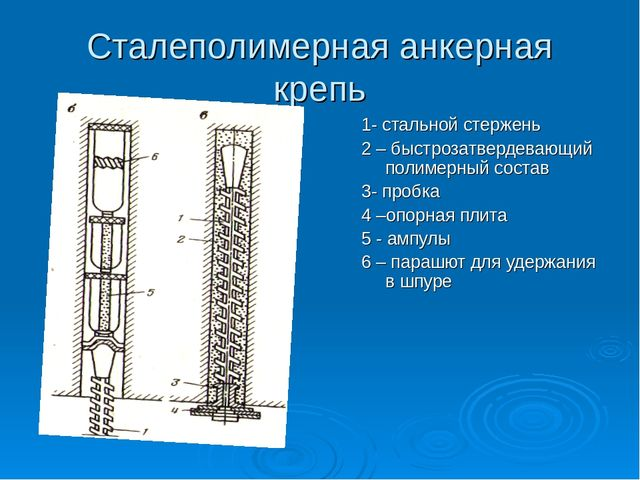 Сталеполимерная анкерная
крепь
б
в
6
1
2
5
3
4
1
1- стальной стержень
2 – быстрозатвердевающий
полимерный состав
3- пробка
4 –опорная плита
5 - ампулы
6 – парашют для удержания
в шпуре